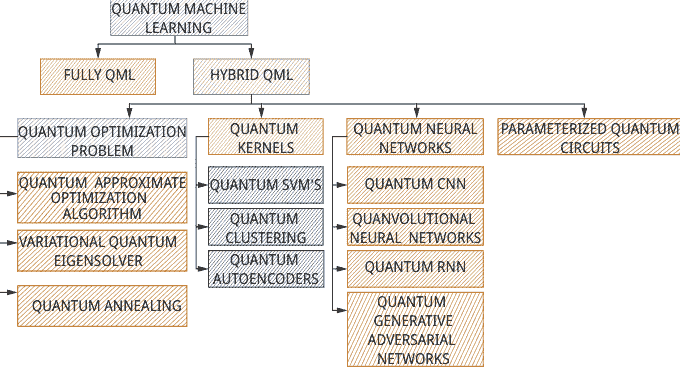 QUANTUM MACHINE
LEARNING
FULLY QML
HYBRID QML
QUANTUM OPTIMIZATION
PROBLEM
QUANTUM
KERNELS
QUANTUM NEURAL
NETWORKS
PARAMETERIZED QUANTUM
CIRCUITS
QUANTUM APPROXIMATE
OPTIMIZATION
ALGORITHM
VARIATIONAL QUANTUM
EIGENSOLVER
QUANTUM ANNEALING
QUANTUM SVM'S
QUANTUM
CLUSTERING
QUANTUM
AUTOENCODERS
QUANTUM CNN
QUANVOLUTIONAL
NEURAL NETWORKS
QUANTUM RNN
QUANTUM
GENERATIVE
ADVERSARIAL
NETWORKS